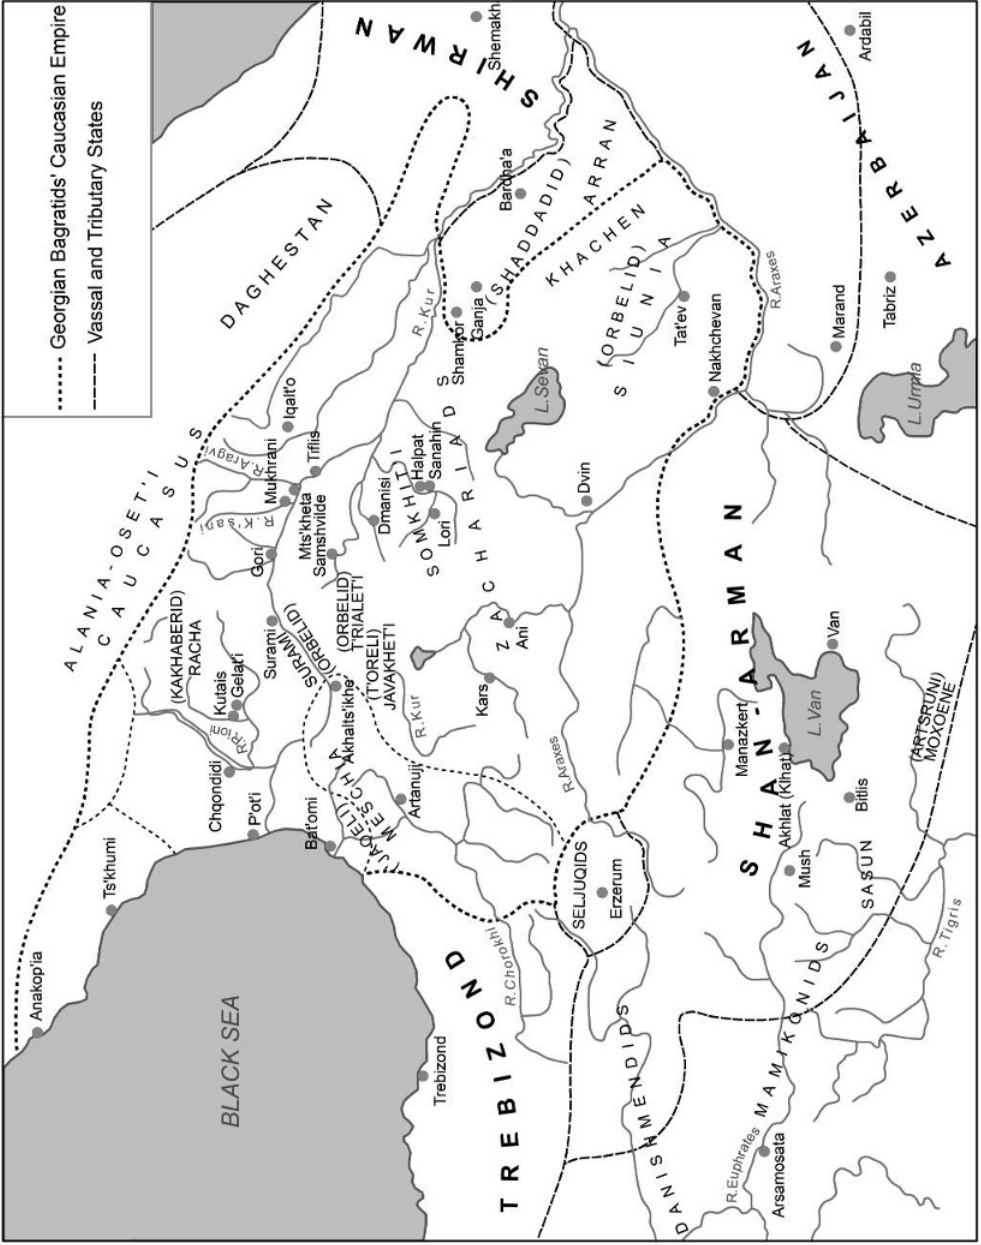 Georgian Bagratids' Caucasian Empire
Vassal and Tributary States
Anakop'ia
Ts'khumi
ALANIA-OSET'I
CAUCASUS
BLACK SEA
Chqondidi
P'ot'i
R.Rioni
Kutais
Gelat'i
(KAKHABERID)
RACHA
Surami
SURAMI
(ORBELID)
Gori
R.K'sani
R.Aragvi
Mukhrani
Mts'kheta
Samshvilde
Tiflis
Iqalto
DAGHESTAN
SHIRWAN
Shemakh
Bat'omi
(JAQELI)
MESCHIA
Akhalts'ikhe
(ORBELID)
T'RIALET'I
(T'ORELI)
JAVAKHET'I
Artanuji
R.Kur
Dmanisi
SOMKHITI
Lori
Halpat
Sanahin
R.Kur
Shamkor
Ganja
(SHADDADID)
ARRAN
Bardha'a
KHACHEN
ZACHARIADS
Kars
Ani
L.Sevan
(ORBELID)
SIUNIA
Tat'ev
Trebizond
TREBIZOND
R.Chorokhi
R.Araxes
Dvin
Nakhchevan
R.Araxes
SELJUQIDS
Erzerum
DANISHMENDIDS
SHAH-ARMAN
Manazkert
Akhlat (Klhat)
L.Van
Van
Bitlis
Mush
SASUN
MAMIKONIDS
R.Euphrates
Arsamosata
R.Tigris
(ARTSRUNI)
MOXOENE
L.Urmia
Marand
Tabriz
AZERBAIJAN
Ardabil